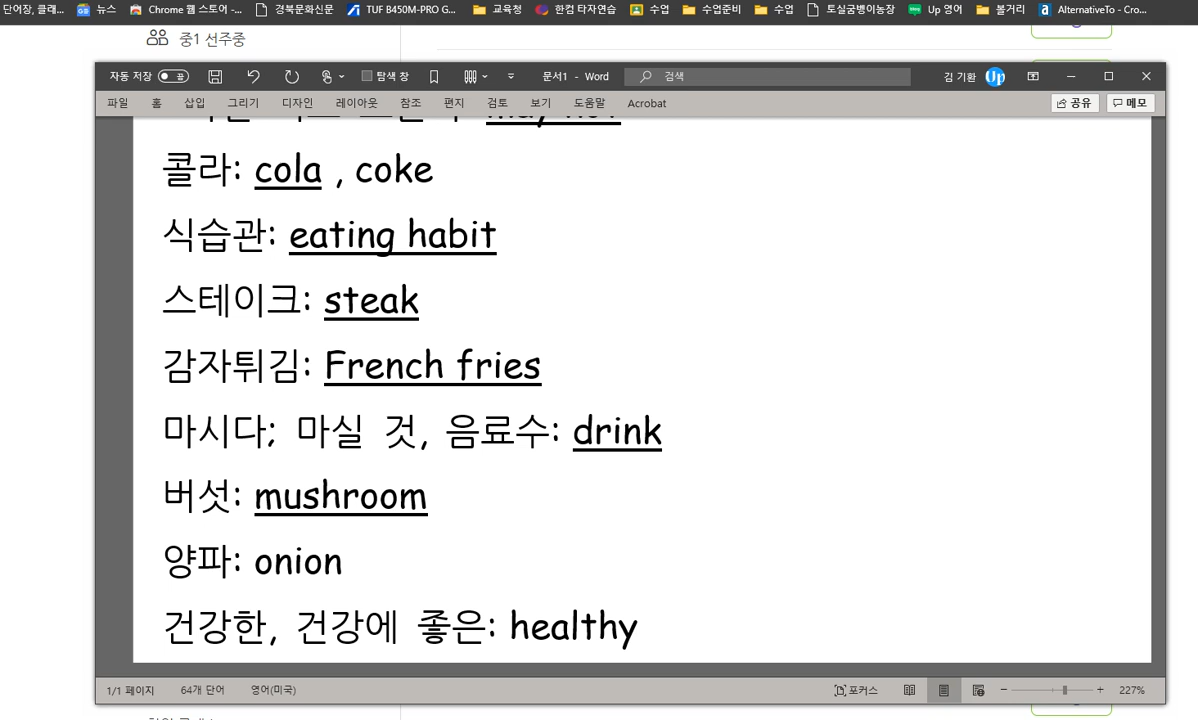 단어장, 클래... 뉴스 Chrome 웹 스토어 -... 경북문화신문 TUF B450M-PRO G... 교육청 한컴 타자연습 수업 수업준비 수업 토실굼벵이농장 Up 영어 볼거리 AlternativeTo - Cro...
중1 선주중
자동 저장 끔 탐색 창 문서1 - Word 검색 김 기환 Up
파일 홈 삽입 그리기 디자인 레이아웃 참조 편지 검토 보기 도움말 Acrobat 공유 메모
may not
콜라: cola , coke
식습관: eating habit
스테이크: steak
감자튀김: French fries
마시다; 마실 것, 음료수: drink
버섯: mushroom
양파: onion
건강한, 건강에 좋은: healthy
1/1 페이지 64개 단어 영어(미국) 포커스 227%